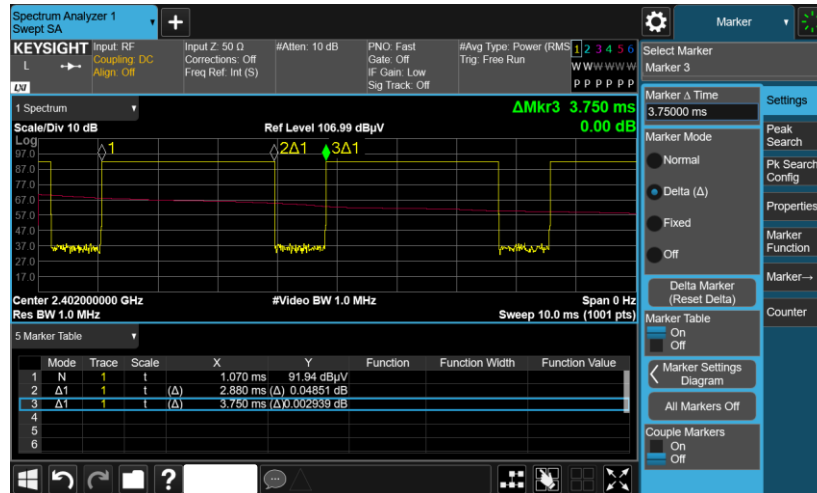 Spectrum Analyzer 1
Swept SA
Marker
KEYSIGHT
L
LXI
Input: RF
Coupling: DC
Align: Off
Input Z: 50 Ω
Corrections: Off
Freq Ref: Int (S)
#Atten: 10 dB
PNO: Fast
Gate: Off
IF Gain: Low
Sig Track: Off
#Avg Type: Power (RMS
Trig: Free Run
1 2 3 4 5 6
W W W W W W
P P P P P P
Select Marker
Marker 3
1 Spectrum
ΔMkr3 3.750 ms
0.00 dB
Scale/Div 10 dB
Ref Level 106.99 dBµV
Log
97.0
87.0
77.0
67.0
57.0
47.0
37.0
27.0
17.0
1
2Δ1
3Δ1
Center 2.402000000 GHz
#Video BW 1.0 MHz
Span 0 Hz
Res BW 1.0 MHz
Sweep 10.0 ms (1001 pts)
5 Marker Table
Mode Trace Scale X Y Function Function Width Function Value
1 N 1 t 1.070 ms 91.94 dBµV
2 Δ1 1 t (Δ) 2.880 ms (Δ) 0.04851 dB
3 Δ1 1 t (Δ) 3.750 ms (Δ)0.002939 dB
4
5
6
Marker Δ Time
3.75000 ms
Marker Mode
Normal
Delta (Δ)
Fixed
Off
Delta Marker
(Reset Delta)
Marker Table
On
Off
Marker Settings
Diagram
All Markers Off
Couple Markers
On
Off
Settings
Peak
Search
Pk Search
Config
Properties
Marker
Function
Marker→
Counter
?